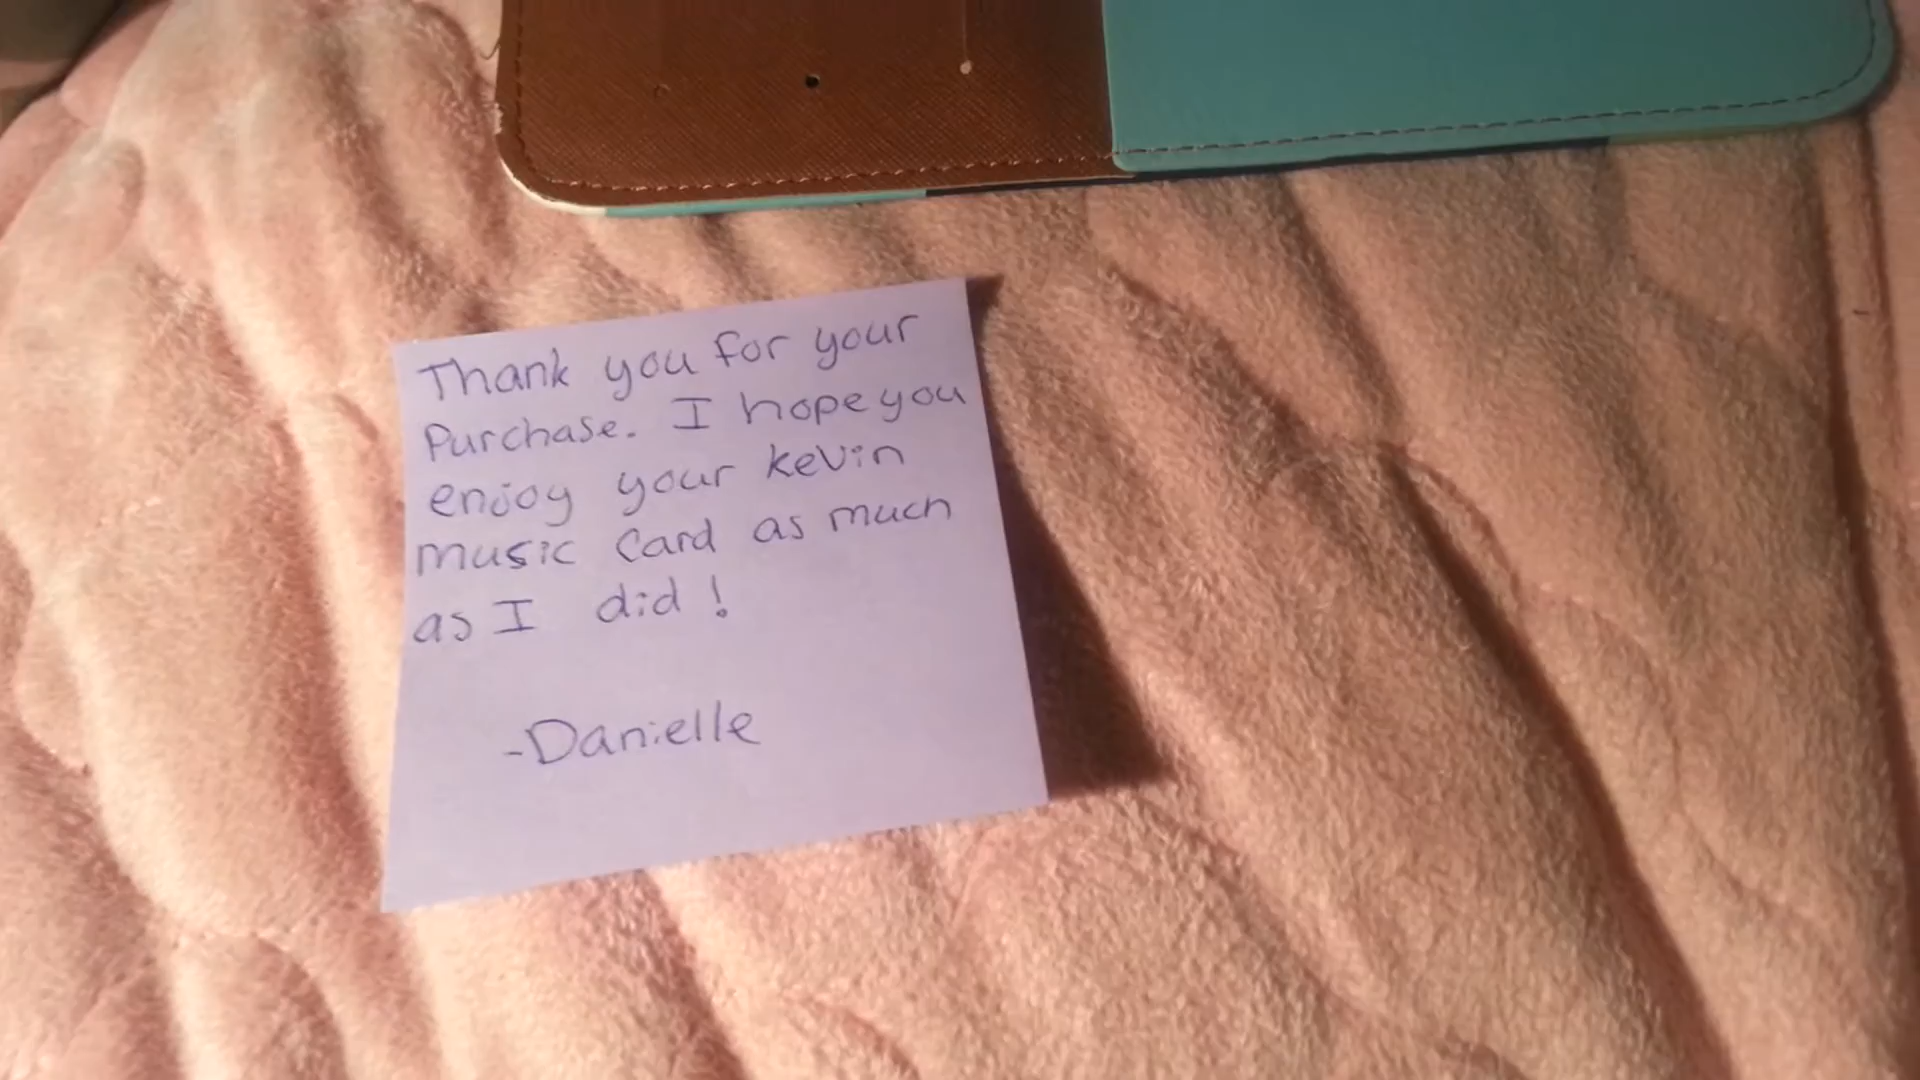 Thank you for your
Purchase. I hope you
enjoy your kevin
music Card as much
as I did!
-Danielle